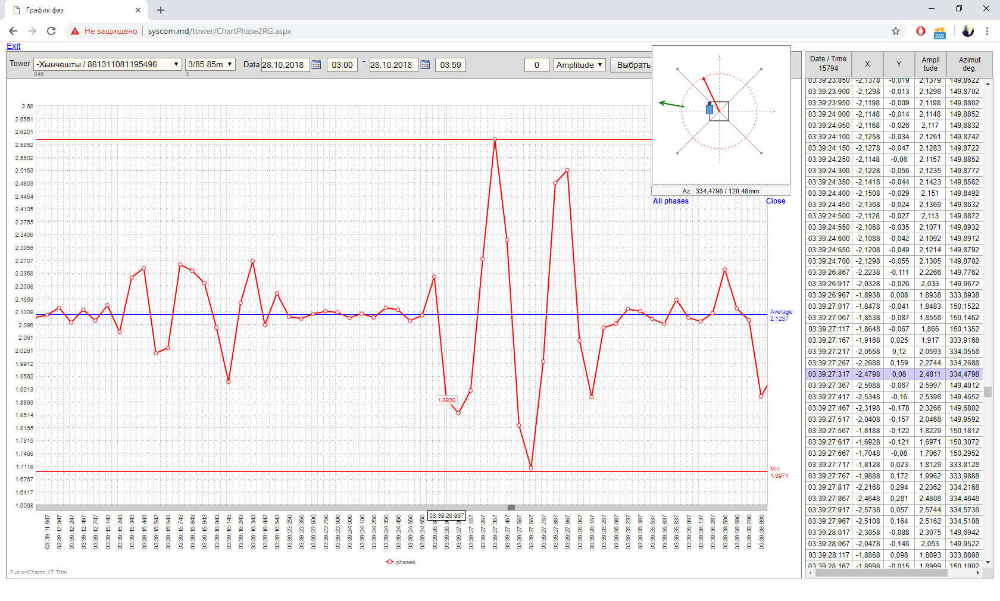 График фаз
Не защищено
syscom.md/tower/ChartPhase2RG.aspx
242
Exit
Tower
-Хынчешты / 861311081195496
3/85.85m
Data
28.10.2018
03:00
-
28.10.2018
03:59
0
Amplitude
Выбрать
846
3
2.69
2.6551
2.6201
2.5852
2.5502
2.5153
2.4803
2.4454
2.4105
2.3755
2.3406
2.3056
2.2707
2.2358
2.2008
2.1659
2.1309
2.096
2.061
2.0261
1.9912
1.9562
1.9213
1.8863
1.8514
1.8165
1.7815
1.7466
1.7116
1.6767
1.6417
1.6068
Average
2.1237
Min
1.6971
1.8938
03:39:26:967
03:39:11:847
03:39:12:047
03:39:12:247
03:39:12:497
03:39:12:747
03:39:15:143
03:39:15:243
03:39:15:343
03:39:15:443
03:39:15:543
03:39:15:643
03:39:15:743
03:39:15:843
03:39:15:943
03:39:16:043
03:39:16:143
03:39:16:243
03:39:16:343
03:39:16:443
03:39:16:543
03:39:23:250
03:39:23:350
03:39:23:600
03:39:23:750
03:39:23:900
03:39:24:000
03:39:24:100
03:39:24:250
03:39:24:350
03:39:24:450
03:39:24:550
03:39:24:650
03:39:27:167
03:39:27:267
03:39:27:367
03:39:27:467
03:39:27:567
03:39:27:667
03:39:27:767
03:39:27:867
03:39:27:967
03:39:28:067
03:39:28:167
03:39:28:267
03:39:35:087
03:39:35:237
03:39:35:387
03:39:35:537
03:39:35:637
03:39:35:837
03:39:35:987
03:39:36:137
03:39:36:287
03:39:38:580
03:39:38:680
03:39:38:780
03:39:38:880
phases
FusionCharts XT Trial
Az.: 334,4798 / 120,48mm
All phases
Close
Date / Time 15794
X
Y
Ampli tude
Azimut deg.
03:39:23:850 -2,1378 -0,019 2,1379 149,8622
03:39:23:900 -2,1298 -0,013 2,1298 149,8702
03:39:23:950 -2,1198 -0,009 2,1198 149,8802
03:39:24:000 -2,1148 -0,014 2,1148 149,8852
03:39:24:050 -2,1168 -0,026 2,117 149,8832
03:39:24:100 -2,1258 -0,034 2,1261 149,8742
03:39:24:150 -2,1278 -0,047 2,1283 149,8722
03:39:24:250 -2,1148 -0,06 2,1157 149,8852
03:39:24:300 -2,1228 -0,056 2,1235 149,8772
03:39:24:350 -2,1418 -0,044 2,1423 149,8582
03:39:24:400 -2,1508 -0,029 2,151 149,8492
03:39:24:450 -2,1368 -0,024 2,1369 149,8632
03:39:24:500 -2,1128 -0,027 2,113 149,8872
03:39:24:550 -2,1068 -0,035 2,1071 149,8932
03:39:24:600 -2,1088 -0,042 2,1092 149,8912
03:39:24:650 -2,1208 -0,049 2,1214 149,8792
03:39:24:700 -2,1298 -0,055 2,1305 149,8702
03:39:26:867 -2,2238 -0,111 2,2266 149,7762
03:39:26:917 -2,0328 -0,026 2,033 149,9672
03:39:26:967 -1,8938 0,008 1,8938 333,8938
03:39:27:017 -1,8478 -0,041 1,8483 150,1522
03:39:27:067 -1,8538 -0,087 1,8558 150,1462
03:39:27:117 -1,8648 -0,067 1,866 150,1352
03:39:27:167 -1,9168 0,025 1,917 333,9168
03:39:27:217 -2,0558 0,12 2,0593 334,0558
03:39:27:267 -2,2688 0,159 2,2744 334,2688
03:39:27:317 -2,4798 0,08 2,4811 334,4798
03:39:27:367 -2,5988 -0,067 2,5997 149,4012
03:39:27:417 -2,5348 -0,16 2,5398 149,4652
03:39:27:467 -2,3198 -0,178 2,3266 149,6802
03:39:27:517 -2,0408 -0,157 2,0468 149,9592
03:39:27:567 -1,8188 -0,122 1,8229 150,1812
03:39:27:617 -1,6928 -0,121 1,6971 150,3072
03:39:27:667 -1,7048 -0,08 1,7067 150,2952
03:39:27:717 -1,8128 0,023 1,8129 333,8128
03:39:27:767 -1,9888 0,172 1,9962 333,9888
03:39:27:817 -2,2168 0,294 2,2362 334,2168
03:39:27:867 -2,4648 0,281 2,4808 334,4648
03:39:27:917 -2,5738 0,057 2,5744 334,5738
03:39:27:967 -2,5108 0,164 2,5162 334,5108
03:39:28:017 -2,3058 -0,088 2,3075 149,6942
03:39:28:067 -2,0478 -0,146 2,053 149,9522
03:39:28:117 -1,8868 0,098 1,8893 333,8868
03:39:28:167 -1,8998 -0,015 1,8999 150,1002